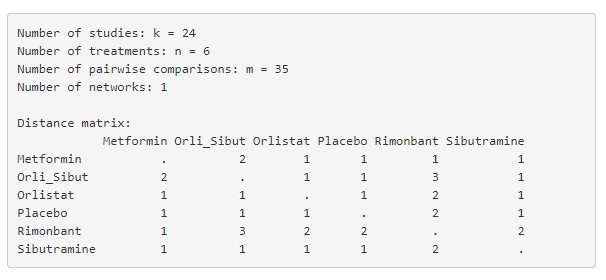 Number of studies: k = 24
Number of treatments: n = 6
Number of pairwise comparisons: m = 35
Number of networks: 1

Distance matrix:
            Metformin Orli_Sibut Orlistat Placebo Rimonbant Sibutramine
Metformin           .          2        1       1         1           1
Orli_Sibut          2          .        1       1         3           1
Orlistat            1          1        .       1         2           1
Placebo             1          1        1       .         2           1
Rimonbant           1          3        2       2         .           2
Sibutramine         1          1        1       1         2           .